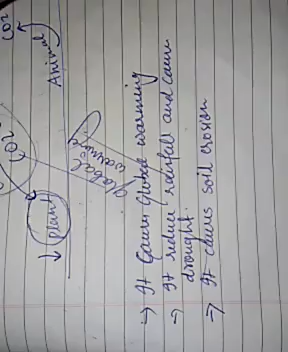 CO2
Animal
CO2
plant
global
warming
→ It Causes Global warming
→ It reduce rainfall and cause
drought.
→ It causes soil erosion